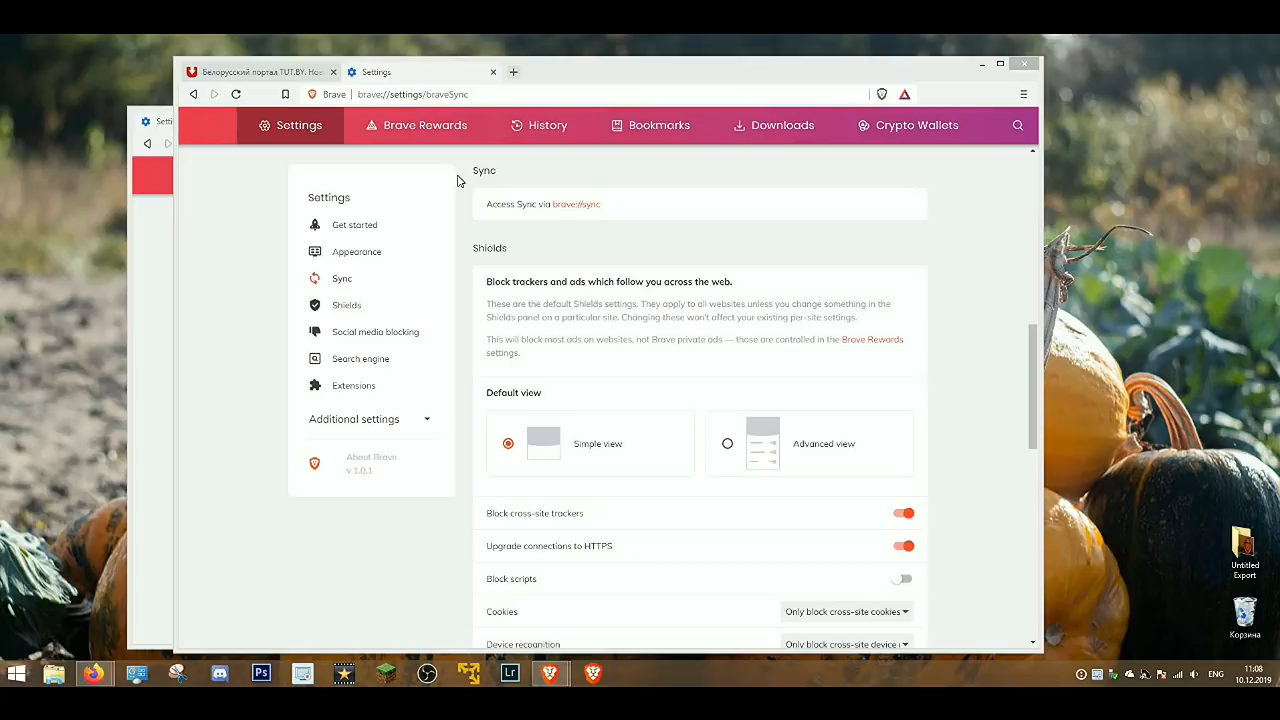 Белорусский портал TUT.BY. Нов
Settings
Brave
brave://settings/braveSync
Setti
Settings
Brave Rewards
History
Bookmarks
Downloads
Crypto Wallets
Settings
Get started
Appearance
Sync
Shields
Social media blocking
Search engine
Extensions
Additional settings
About Brave
v 1.0.1
Sync
Access Sync via brave://sync
Shields
Block trackers and ads which follow you across the web.
These are the default Shields settings. They apply to all websites unless you change something in the
Shields panel on a particular site. Changing these won't affect your existing per-site settings.
This will block most ads on websites, not Brave private ads — those are controlled in the Brave Rewards
settings.
Default view
Simple view
Advanced view
Block cross-site trackers
Upgrade connections to HTTPS
Block scripts
Cookies
Only block cross-site cookies
Device recognition
Only block cross-site device
Untitled
Export
Корзина
Ps
Lr
ENG
11:08
10.12.2019